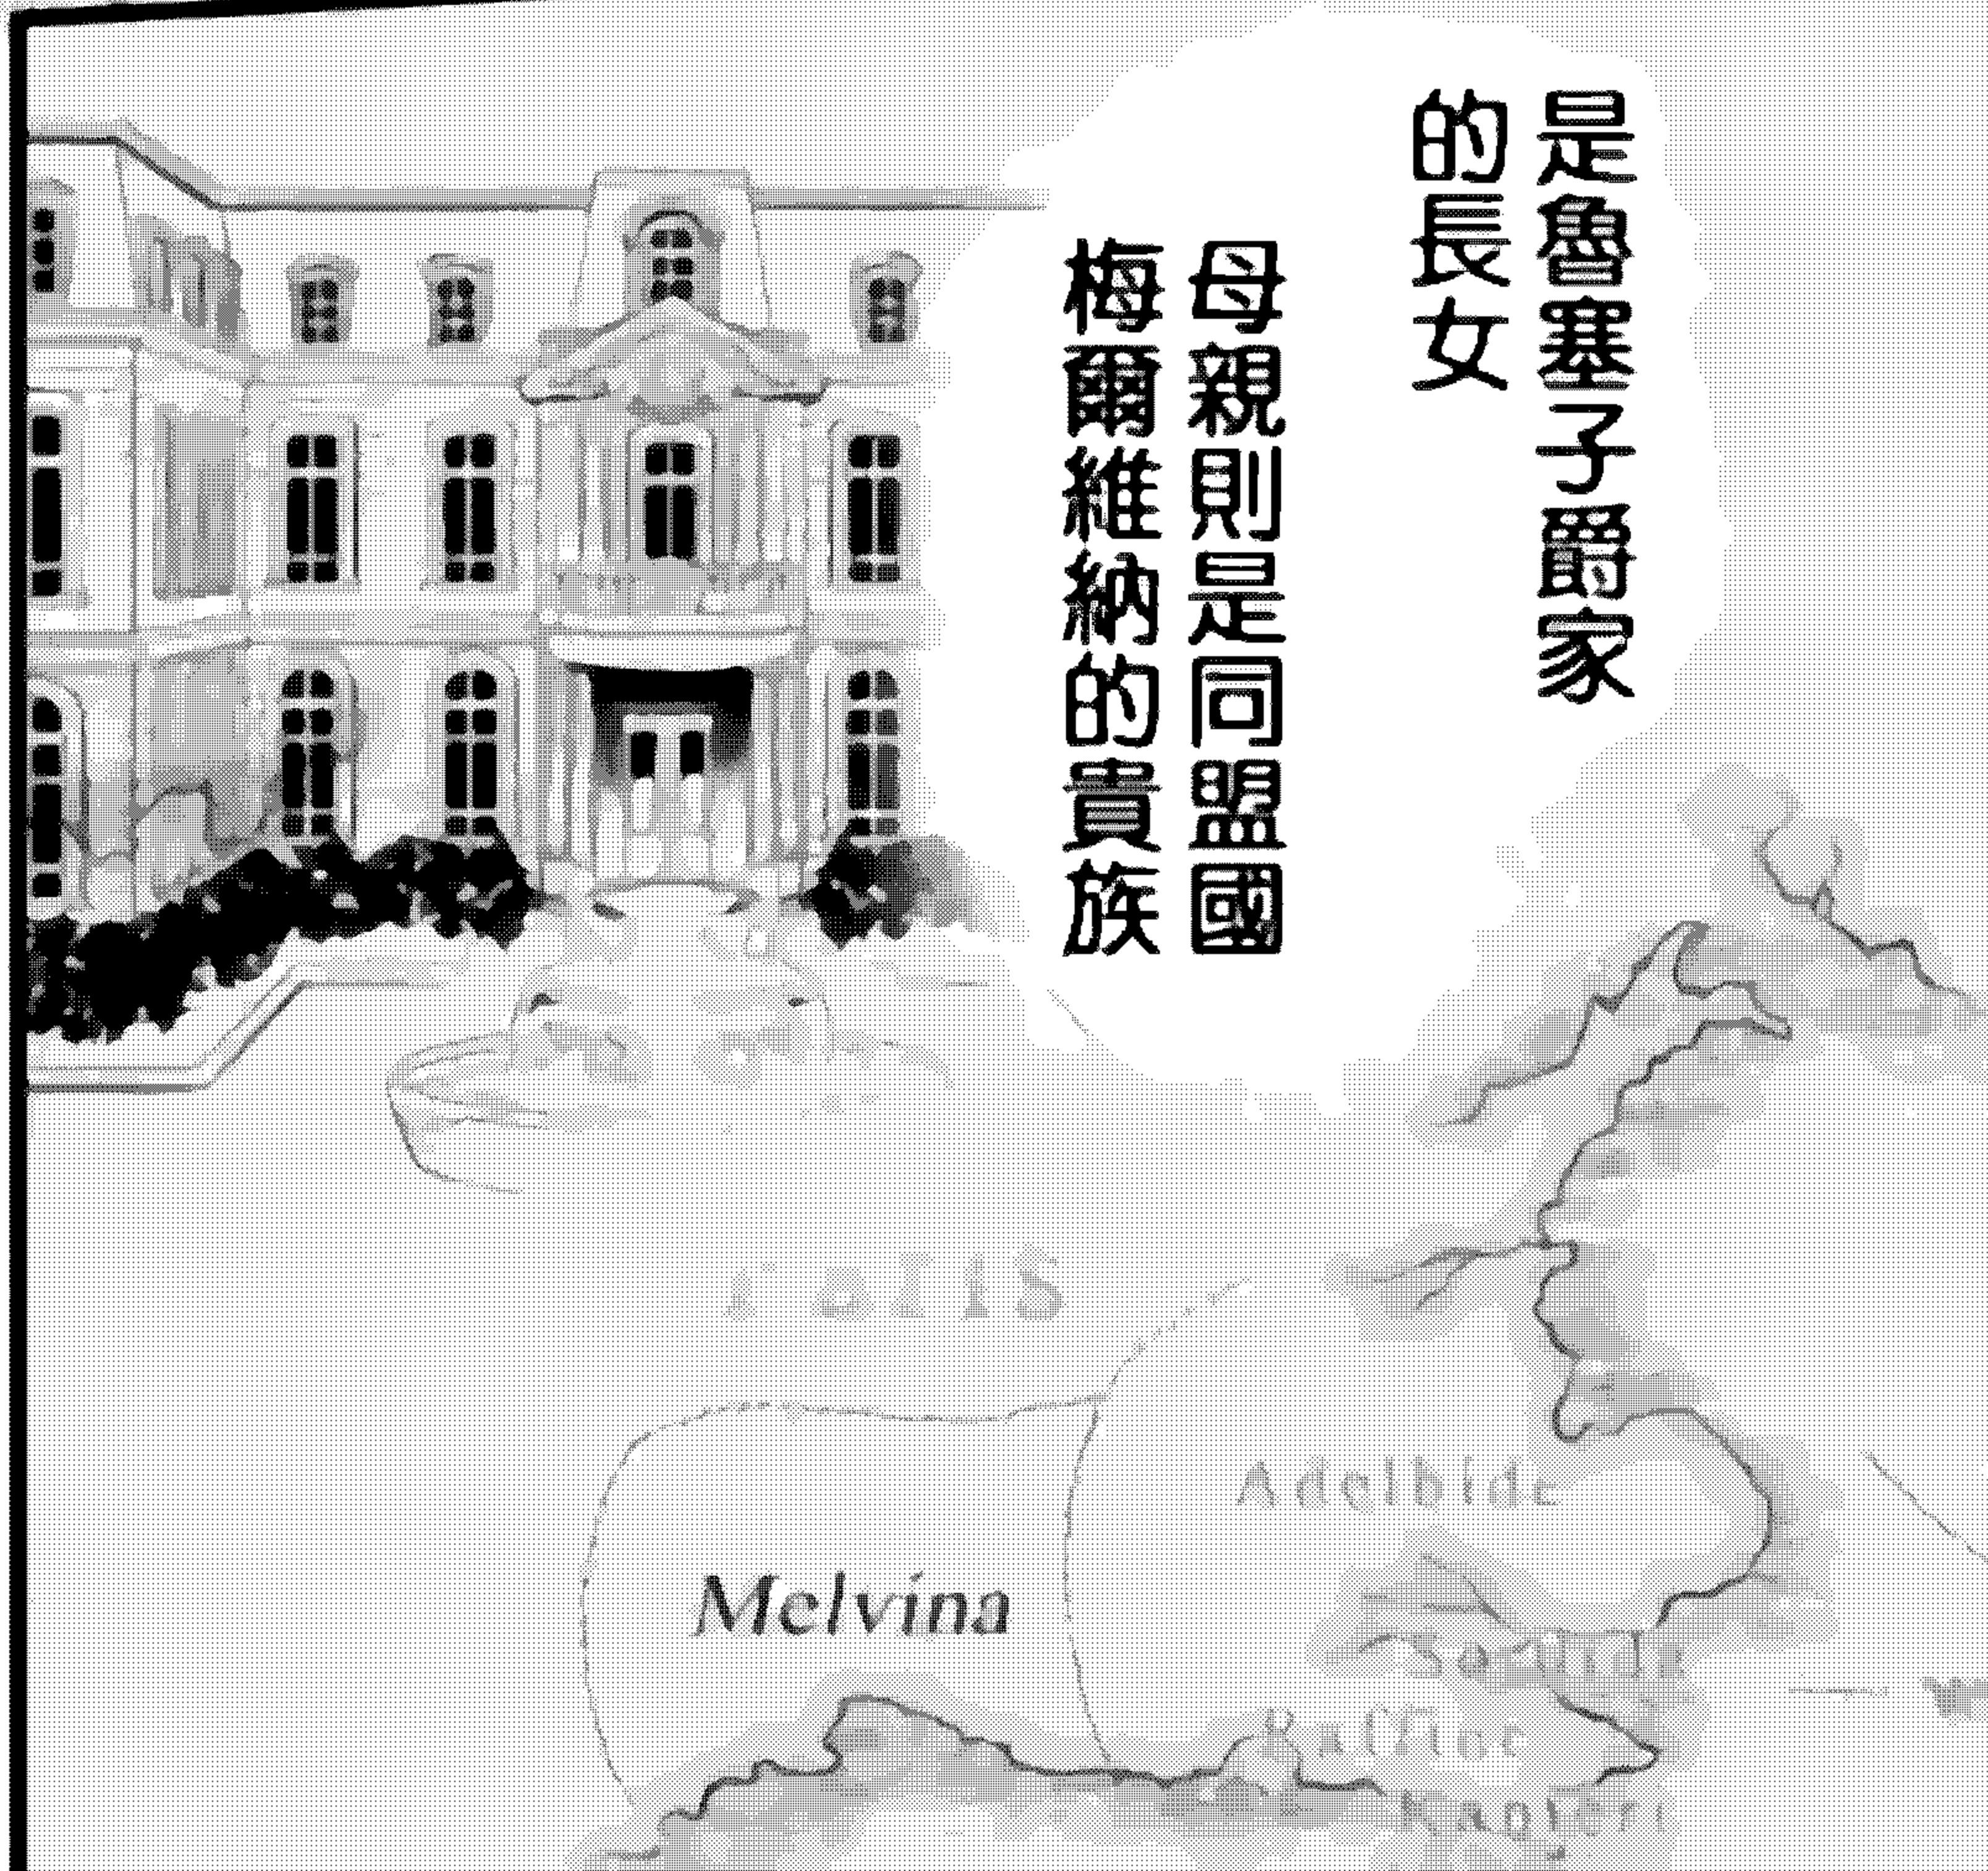 是魯塞子爵家
的長女
母親則是同盟國
梅爾維納的貴族
Melvina